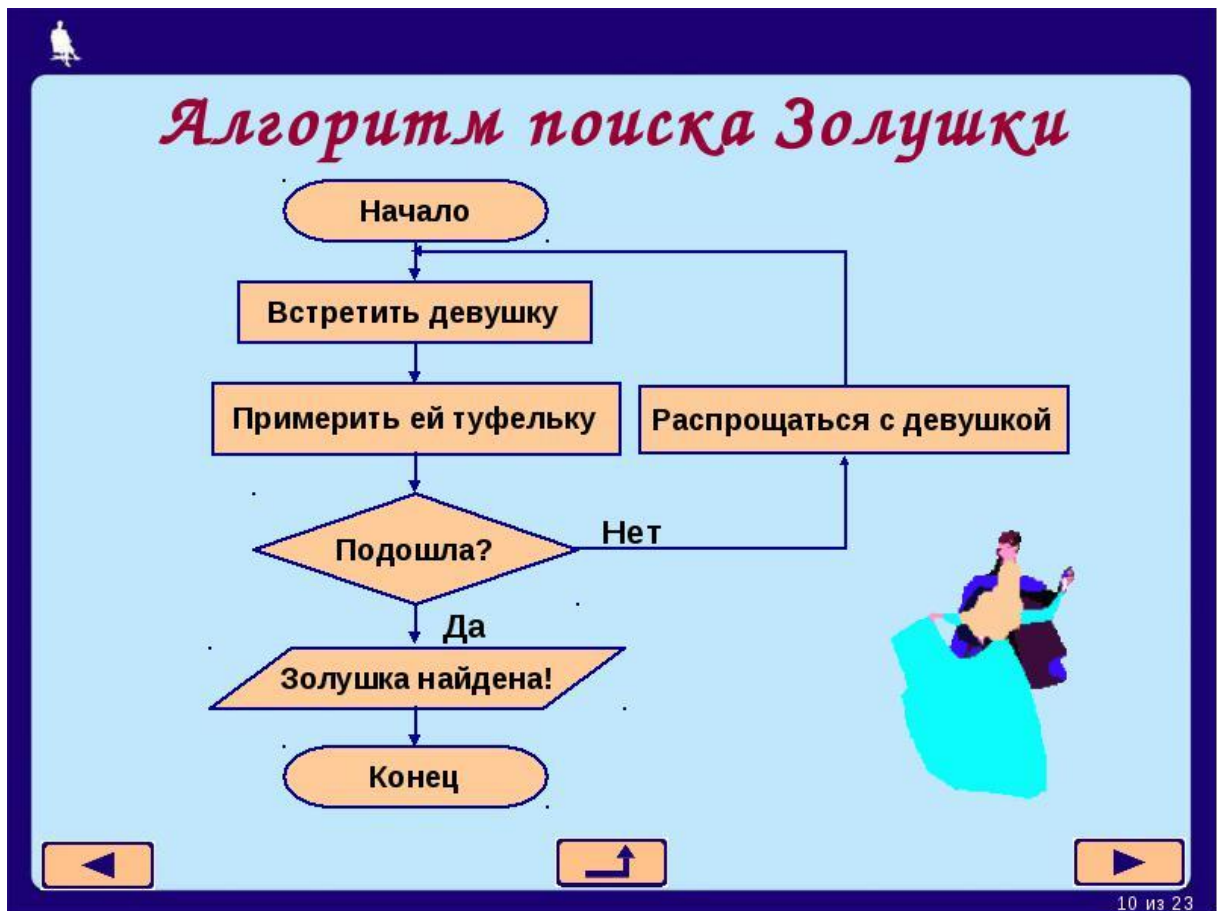 Алгоритм поиска Золушки
Начало
Встретить девушку
Примерить ей туфельку
Распрощаться с девушкой
Подошла?
Нет
Да
Золушка найдена!
Конец
10 из 23